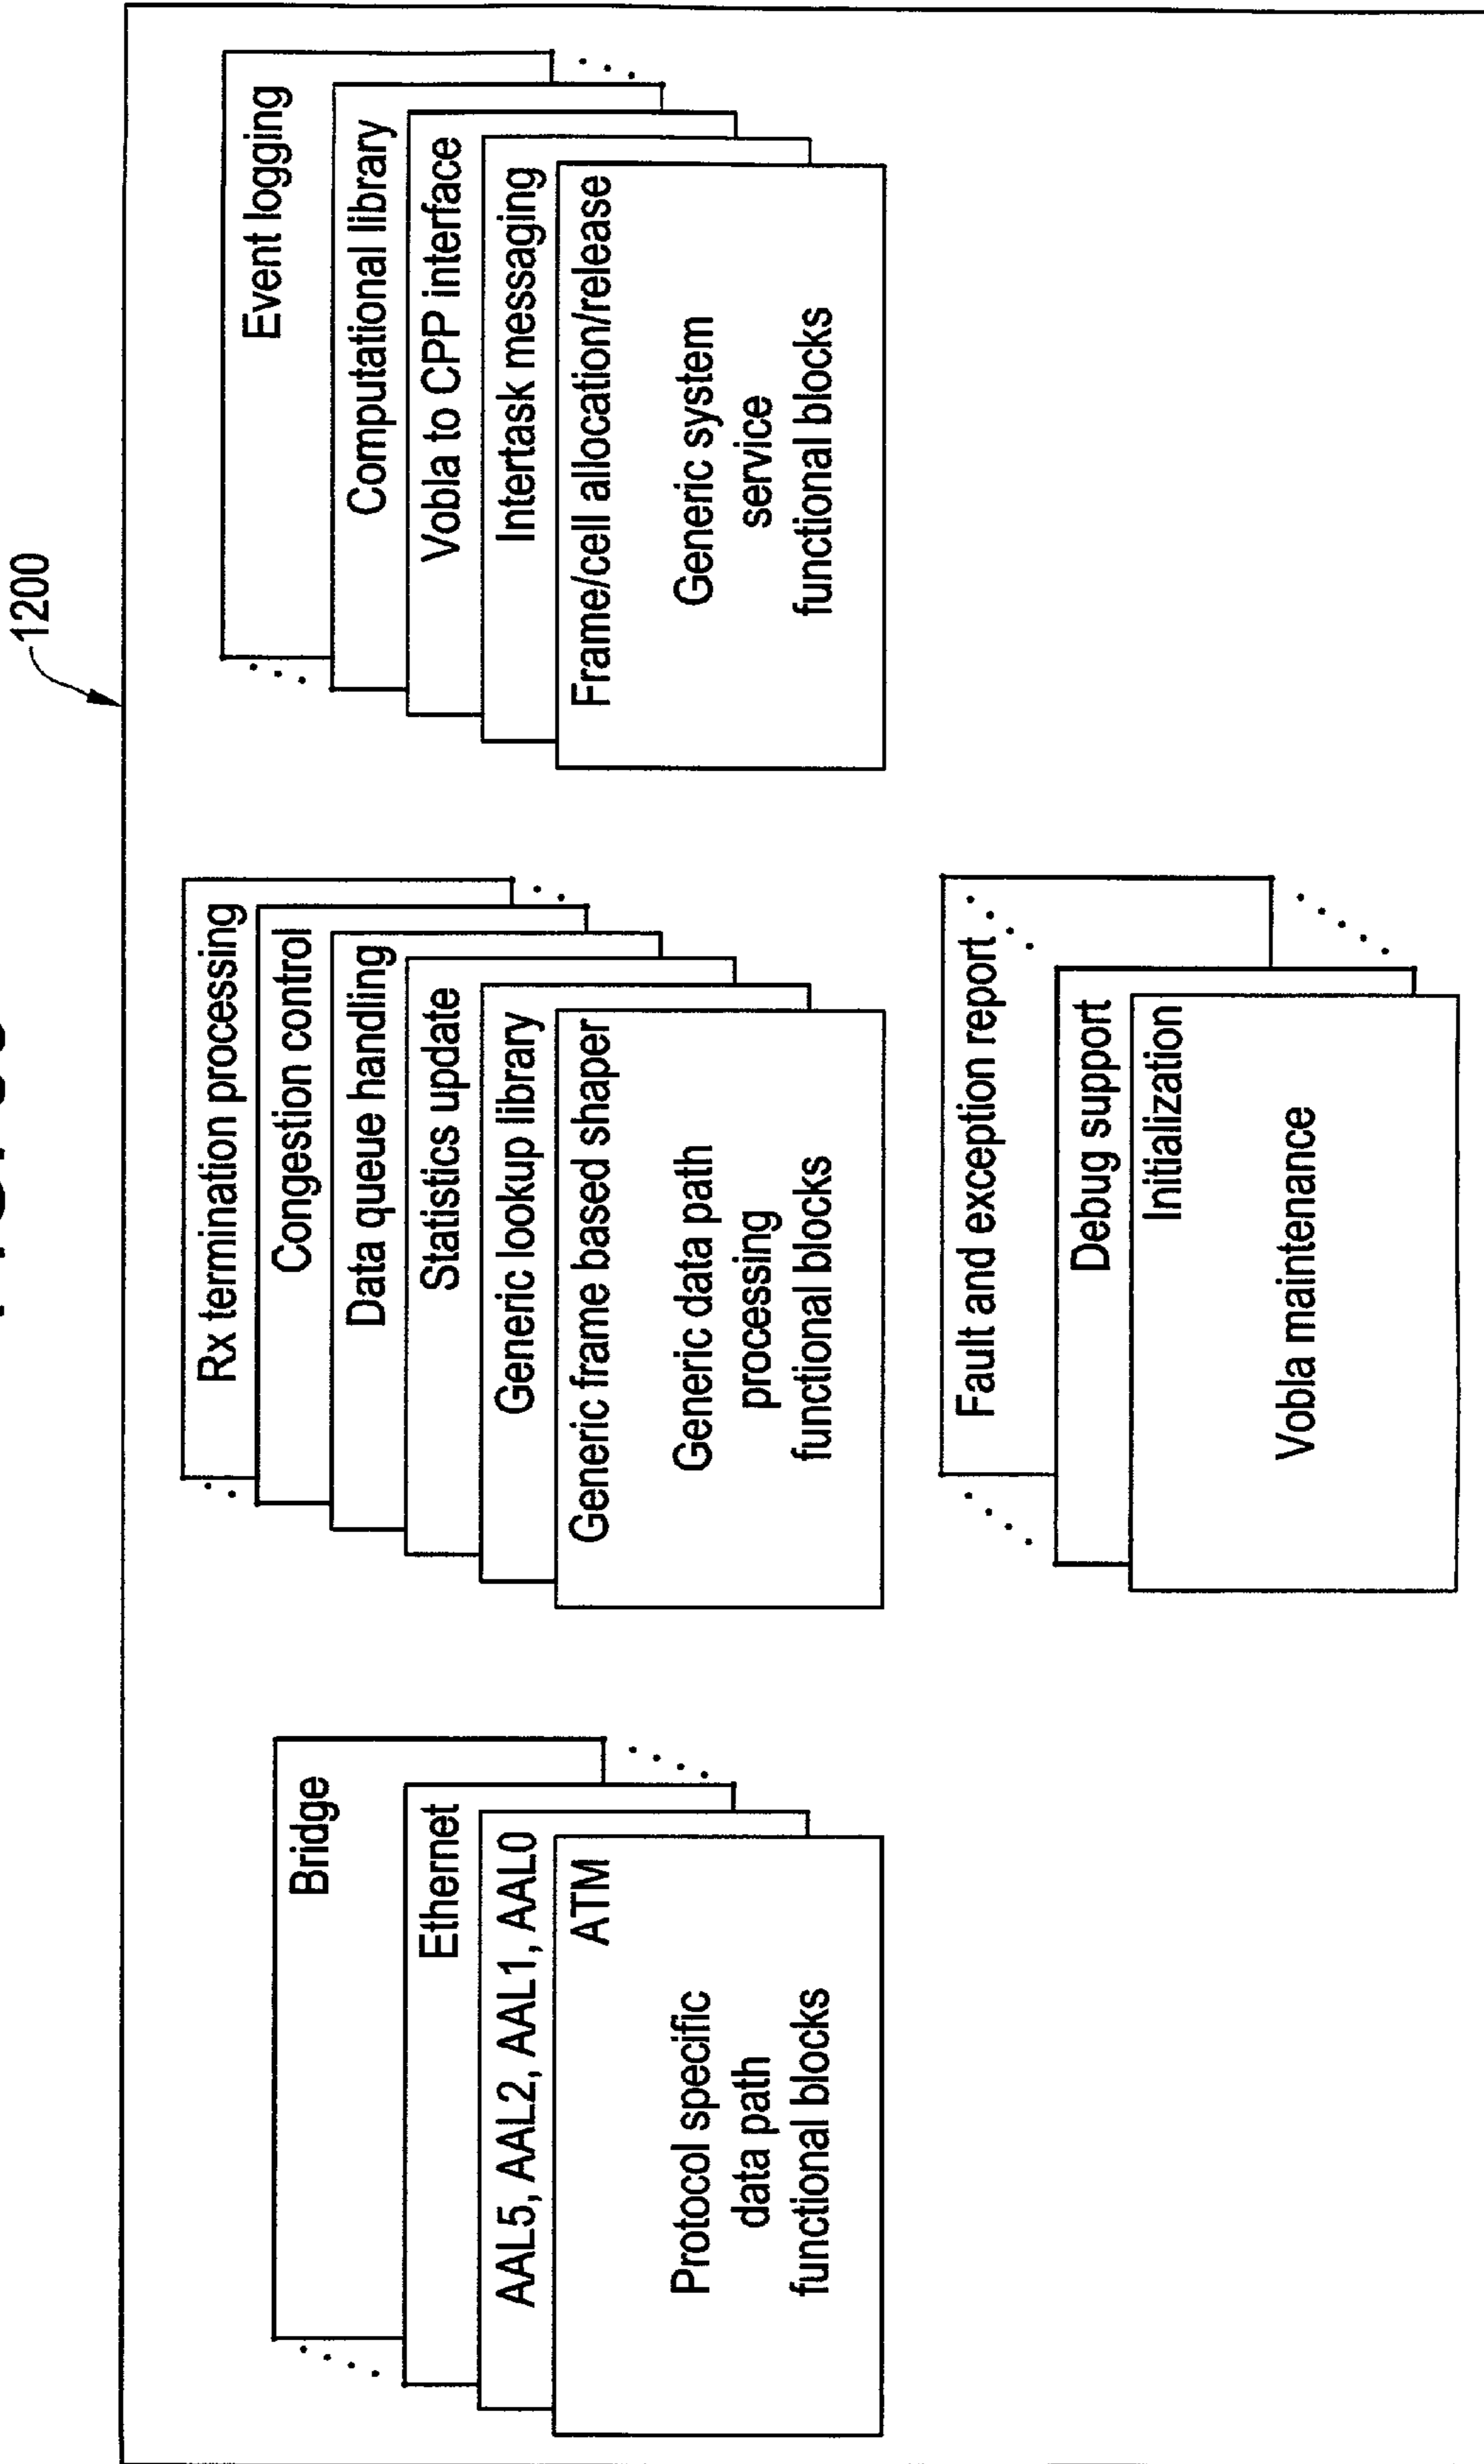 1200
Bridge
Ethernet
AAL5, AAL2, AAL1, AAL0
ATM
Protocol specific
data path
functional blocks
Rx termination processing
Congestion control
Data queue handling
Statistics update
Generic lookup library
Generic frame based shaper
Generic data path
processing
functional blocks
Event logging
Computational library
Vobla to CPP interface
Intertask messaging
Frame/cell allocation/release
Generic system
service
functional blocks
Fault and exception report
Debug support
Initialization
Vobla maintenance